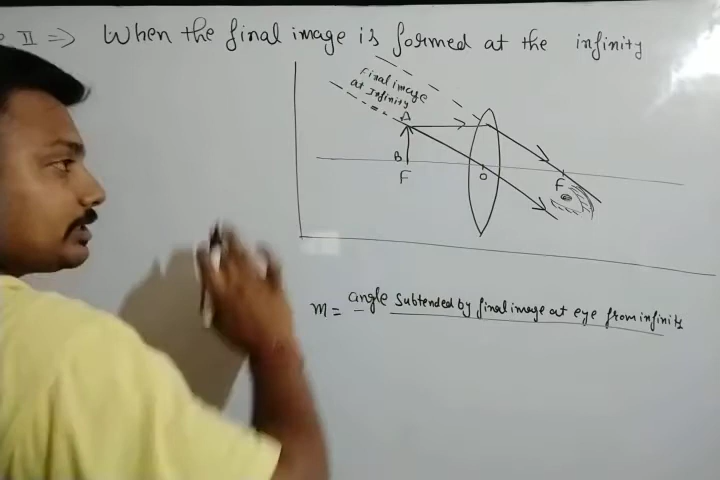 II => When the final image is formed at the infinity
Final image
at Infinity
A
B
F
O
F
m = angle subtended by final image at eye from infinity